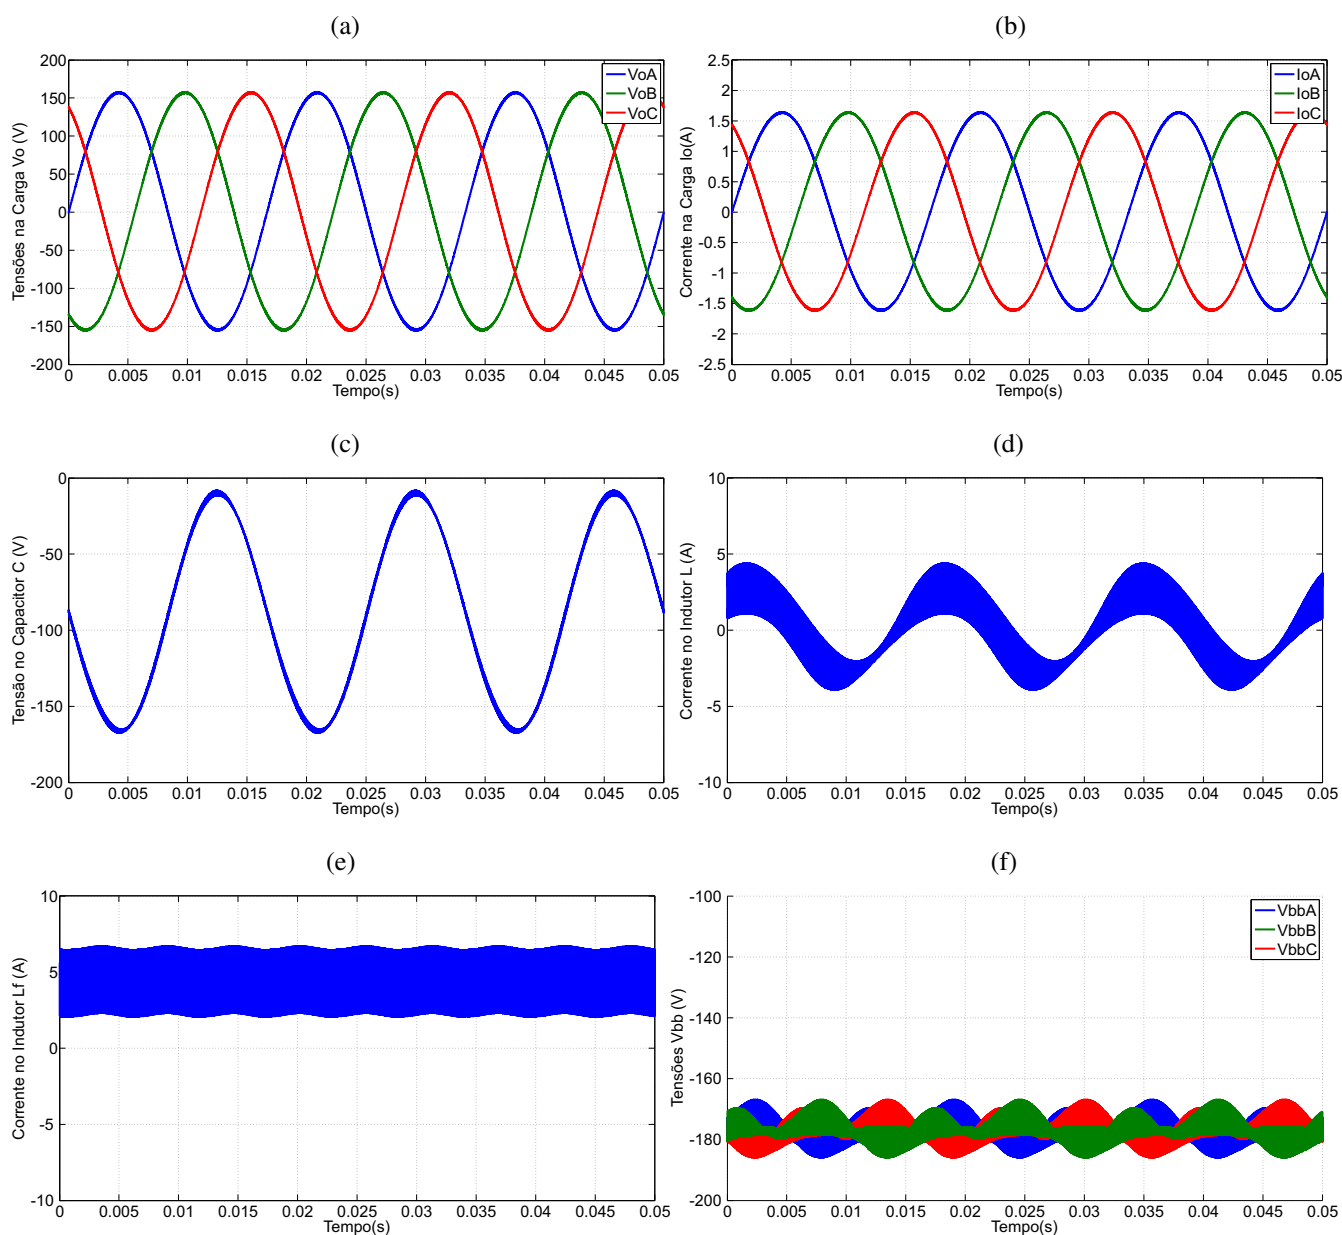 (a)
Tensões na Carga Vo (V)
200
150
100
50
0
-50
-100
-150
-200
VoA
VoB
VoC
0 0.005 0.01 0.015 0.02 0.025 0.03 0.035 0.04 0.045 0.05
Tempo(s)
(b)
Corrente na Carga Io(A)
2.5
2
1.5
1
0.5
0
-0.5
-1
-1.5
-2
-2.5
IoA
IoB
IoC
0 0.005 0.01 0.015 0.02 0.025 0.03 0.035 0.04 0.045 0.05
Tempo(s)
(c)
Tensão no Capacitor C (V)
0
-50
-100
-150
-200
0 0.005 0.01 0.015 0.02 0.025 0.03 0.035 0.04 0.045 0.05
Tempo(s)
(d)
Corrente no Indutor L (A)
10
5
0
-5
-10
0 0.005 0.01 0.015 0.02 0.025 0.03 0.035 0.04 0.045 0.05
Tempo(s)
(e)
Corrente no Indutor Lf (A)
10
5
0
-5
-10
0 0.005 0.01 0.015 0.02 0.025 0.03 0.035 0.04 0.045 0.05
Tempo(s)
(f)
Tensões Vbb (V)
-100
-120
-140
-160
-180
-200
VbbA
VbbB
VbbC
0 0.005 0.01 0.015 0.02 0.025 0.03 0.035 0.04 0.045 0.05
Tempo(s)